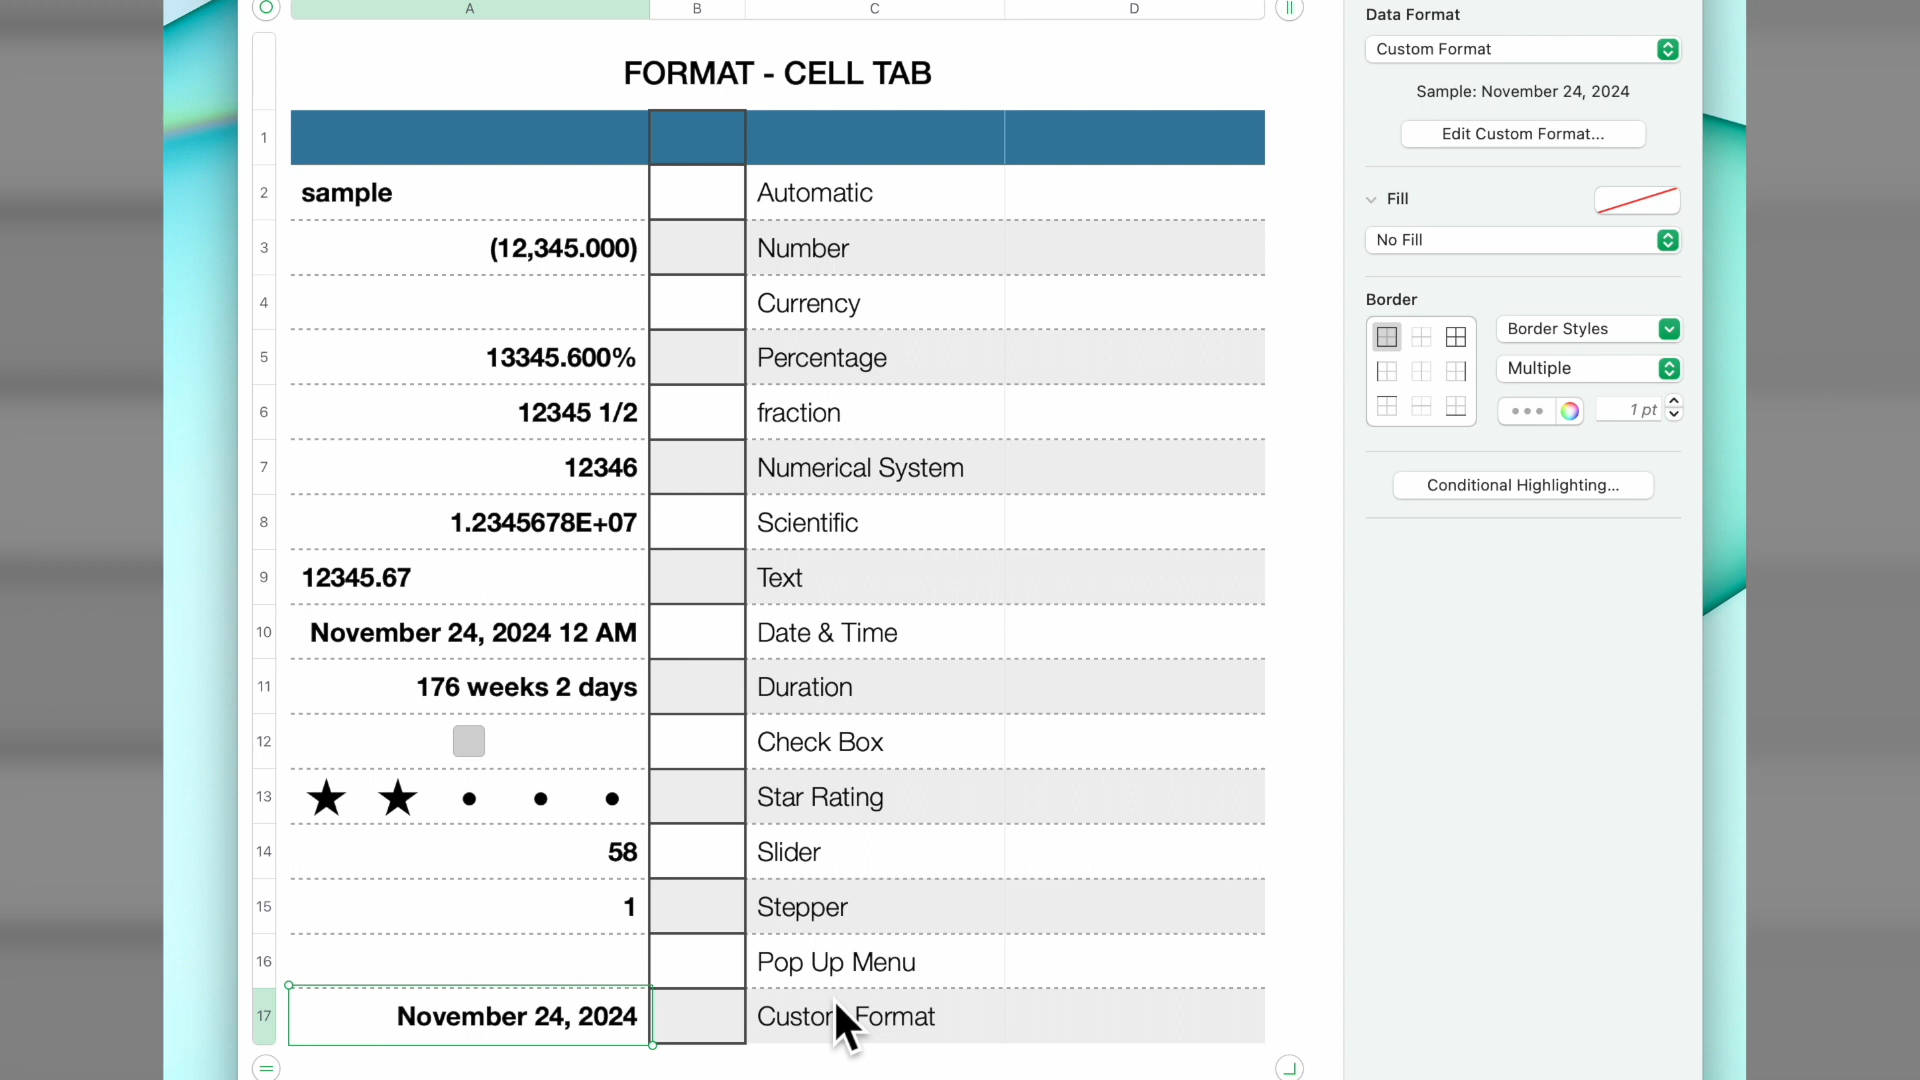 A B C D
Data Format
Custom Format
FORMAT - CELL TAB
Sample: November 24, 2024
Edit Custom Format...
1
2 sample Automatic
Fill
3 (12,345.000) Number
No Fill
4 Currency
Border
Border Styles
5 13345.600% Percentage
Multiple
6 12345 1/2 fraction
1 pt
7 12346 Numerical System
Conditional Highlighting...
8 1.2345678E+07 Scientific
9 12345.67 Text
10 November 24, 2024 12 AM Date & Time
11 176 weeks 2 days Duration
12 Check Box
13 ★ ★ • • • Star Rating
14 58 Slider
15 1 Stepper
16 Pop Up Menu
17 November 24, 2024 Custom Format